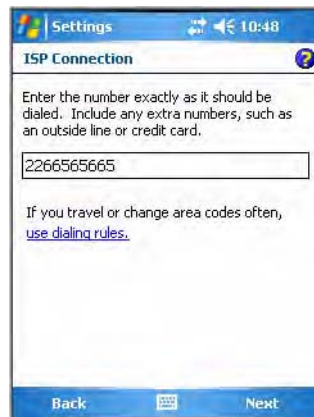 Settings 10:48
ISP Connection
Enter the number exactly as it should be
dialed. Include any extra numbers, such as
an outside line or credit card.
2266565665
If you travel or change area codes often,
use dialing rules.
Back Next